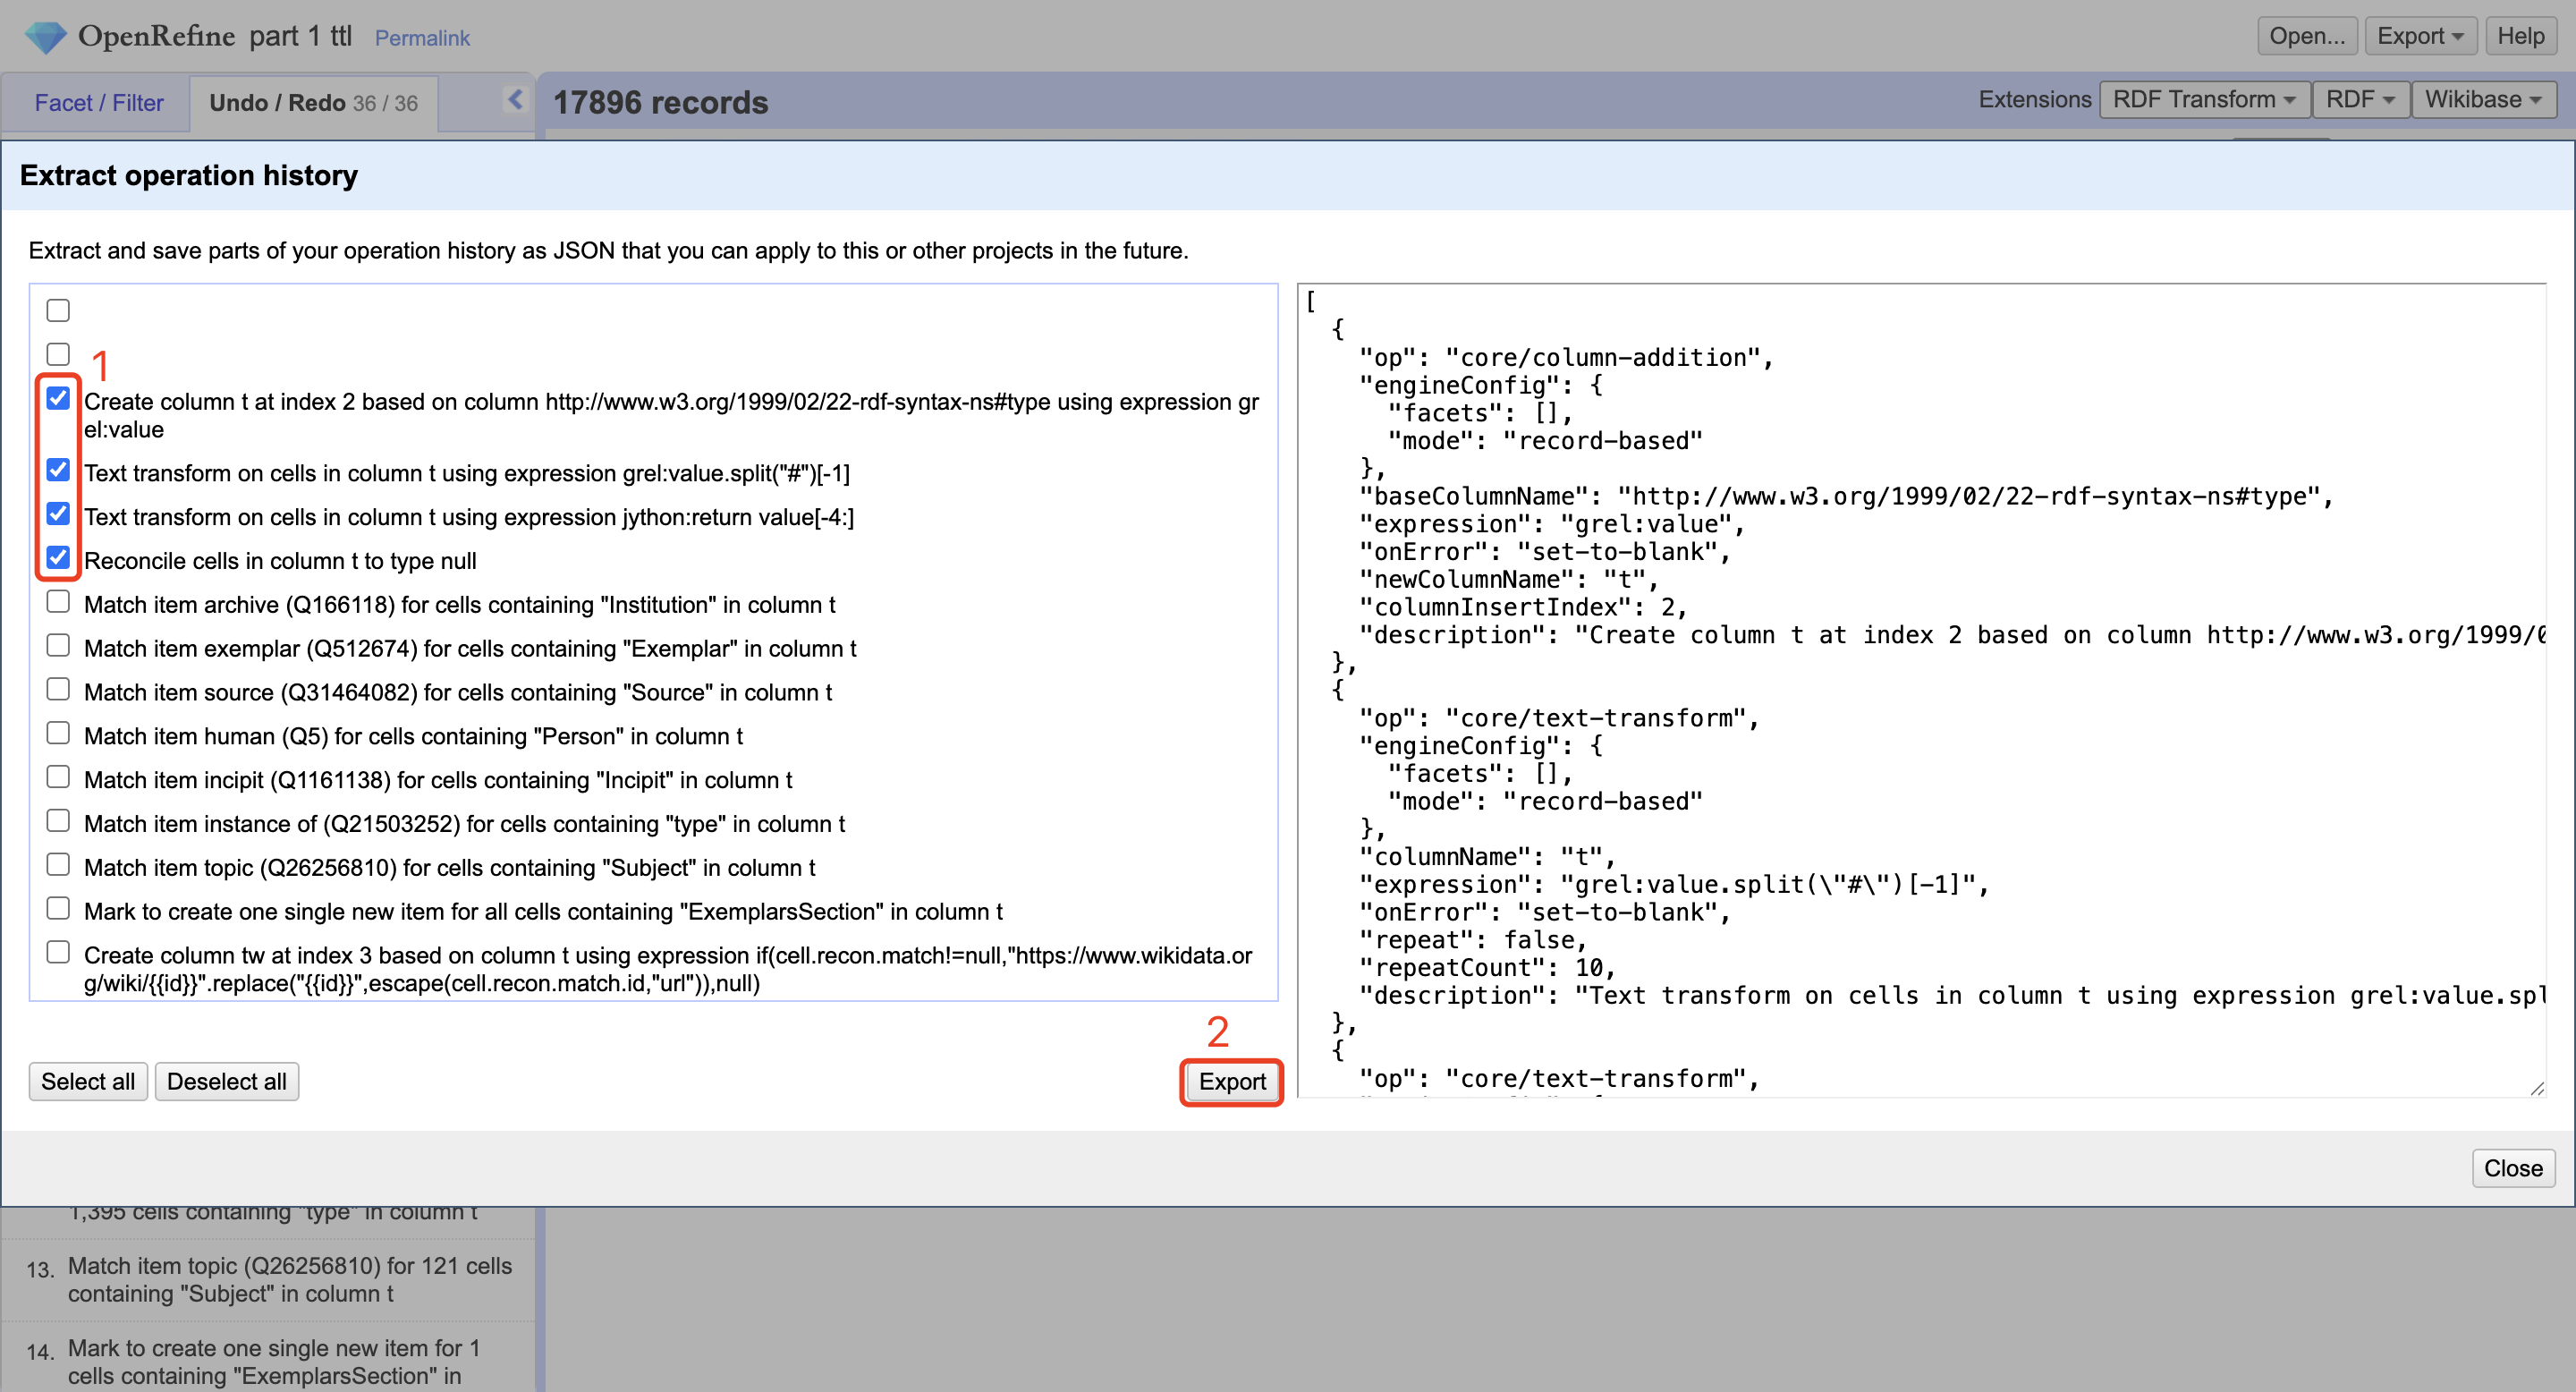 OpenRefine part 1 ttl Permalink
Open... Export Help
Facet / Filter Undo / Redo 36 / 36
17896 records
Extensions RDF Transform RDF Wikibase
Extract operation history
Extract and save parts of your operation history as JSON that you can apply to this or other projects in the future.
1
Create column t at index 2 based on column http://www.w3.org/1999/02/22-rdf-syntax-ns#type using expression gr
el:value
Text transform on cells in column t using expression grel:value.split("#")[-1]
Text transform on cells in column t using expression jython:return value[-4:]
Reconcile cells in column t to type null
Match item archive (Q166118) for cells containing "Institution" in column t
Match item exemplar (Q512674) for cells containing "Exemplar" in column t
Match item source (Q31464082) for cells containing "Source" in column t
Match item human (Q5) for cells containing "Person" in column t
Match item incipit (Q1161138) for cells containing "Incipit" in column t
Match item instance of (Q21503252) for cells containing "type" in column t
Match item topic (Q26256810) for cells containing "Subject" in column t
Mark to create one single new item for all cells containing "ExemplarsSection" in column t
Create column tw at index 3 based on column t using expression if(cell.recon.match!=null,"https://www.wikidata.or
g/wiki/{{id}}".replace("{{id}}",escape(cell.recon.match.id,"url")),null)
2
Select all Deselect all Export
[
{
"op": "core/column-addition",
"engineConfig": {
"facets": [],
"mode": "record-based"
},
"baseColumnName": "http://www.w3.org/1999/02/22-rdf-syntax-ns#type",
"expression": "grel:value",
"onError": "set-to-blank",
"newColumnName": "t",
"columnInsertIndex": 2,
"description": "Create column t at index 2 based on column http://www.w3.org/1999/0
},
{
"op": "core/text-transform",
"engineConfig": {
"facets": [],
"mode": "record-based"
},
"columnName": "t",
"expression": "grel:value.split(\"#\")[-1]",
"onError": "set-to-blank",
"repeat": false,
"repeatCount": 10,
"description": "Text transform on cells in column t using expression grel:value.spl
},
{
"op": "core/text-transform",
Close
1,395 cells containing "type" in column t
13. Match item topic (Q26256810) for 121 cells
containing "Subject" in column t
14. Mark to create one single new item for 1
cells containing "ExemplarsSection" in